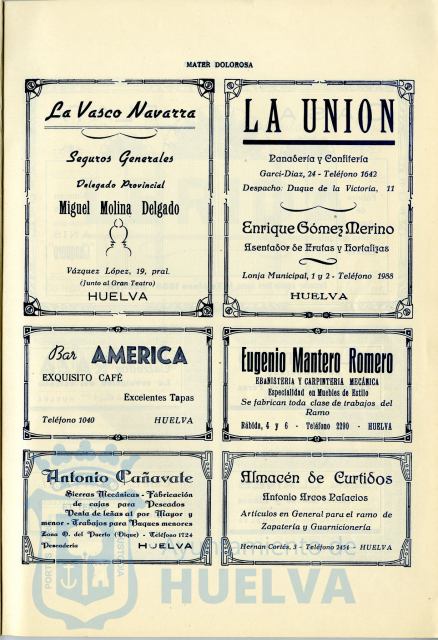 MATER DOLOROSA
La Vasco Navarra
Seguros Generales
Delegado Provincial
Miguel Molina Delgado
Vázquez López, 19, pral.
(Junto al Gran Teatro)
HUELVA
LA UNION
Panadería y Confitería
Garci-Díaz, 24 - Teléfono 1642
Despacho: Duque de la Victoria, 11
Enrique Gómez Merino
Asentador de Frutas y Hortalizas
Lonja Municipal, 1 y 2 - Teléfono 1988
HUELVA
Bar AMERICA
EXQUISITO CAFÉ
Excelentes Tapas
Teléfono 1040 HUELVA
Eugenio Mantero Romero
EBANISTERIA Y CARPINTERIA MECÁNICA
Especialidad en Muebles de Estilo
Se fabrican toda clase de trabajos del
Ramo
Rábida, 4 y 6 - Teléfono 2290 - HUELVA
Antonio Cañavate
Sierras Mecánicas - Fabricación
de cajas para Pescados
Venta de leñas al por Mayor y
menor - Trabajos para Buques menores
Zona O. del Puerto (Dique) - Teléfono 1724
Pescadería HUELVA
Almacén de Curtidos
Antonio Arcos Palacios
Artículos en General para el ramo de
Zapatería y Guarnicionería
Hernán Cortés, 3 - Teléfono 2454 - HUELVA
Ayuntamiento de
HUELVA